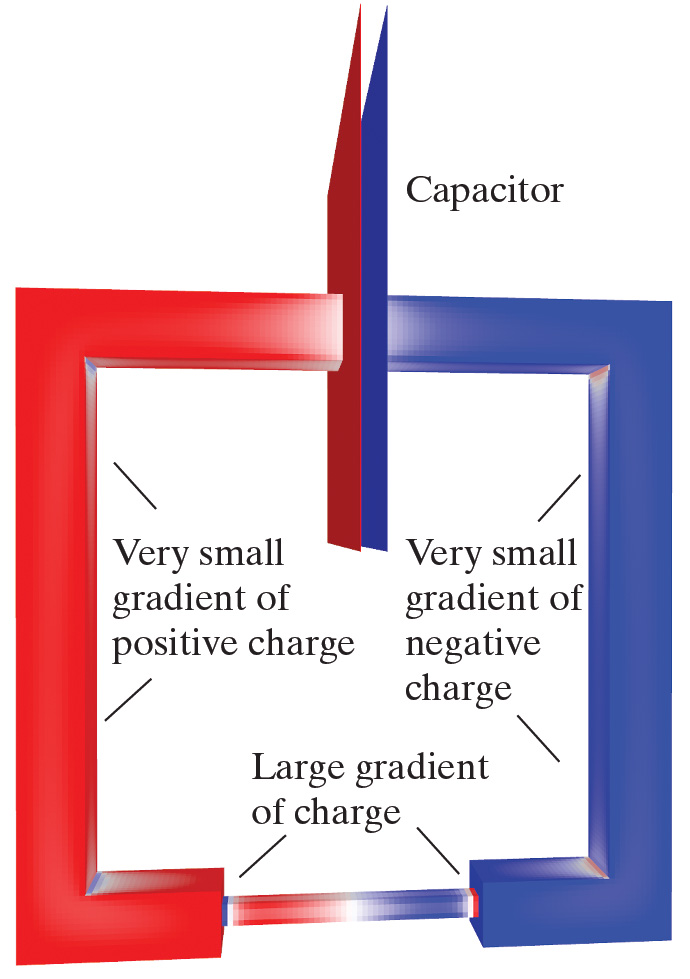 Capacitor
Very small
gradient of
positive charge
Very small
gradient of
negative
charge
Large gradient
of charge